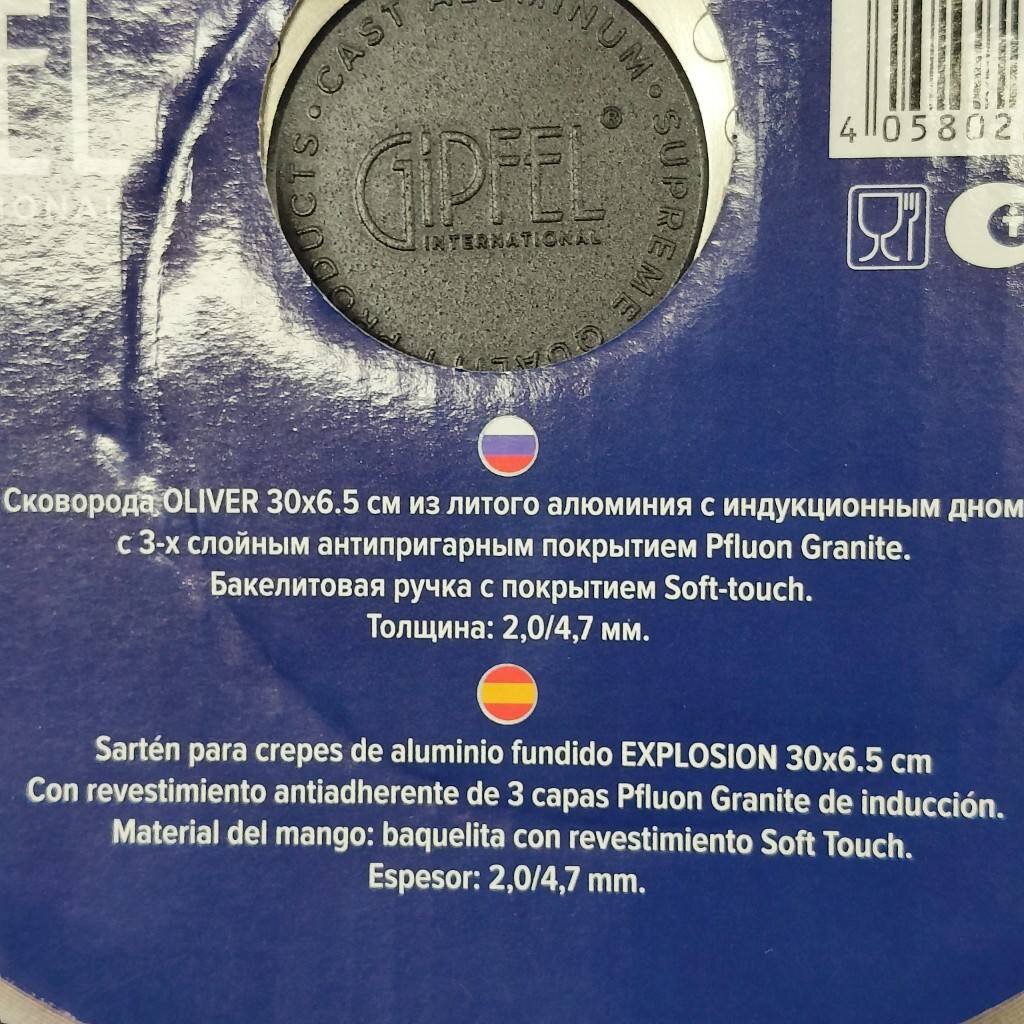 EL
IONAL
PRODUCTS • CAST ALUMINUM • SUPREME QUALITY
GIPFEL®
INTERNATIONAL
4 05802
Сковорода OLIVER 30x6.5 см из литого алюминия с индукционным дном
с 3-х слойным антипригарным покрытием Pfluon Granite.
Бакелитовая ручка с покрытием Soft-touch.
Толщина: 2,0/4,7 мм.
Sartén para crepes de aluminio fundido EXPLOSION 30x6.5 cm
Con revestimiento antiadherente de 3 capas Pfluon Granite de inducción.
Material del mango: baquelita con revestimiento Soft Touch.
Espesor: 2,0/4,7 mm.